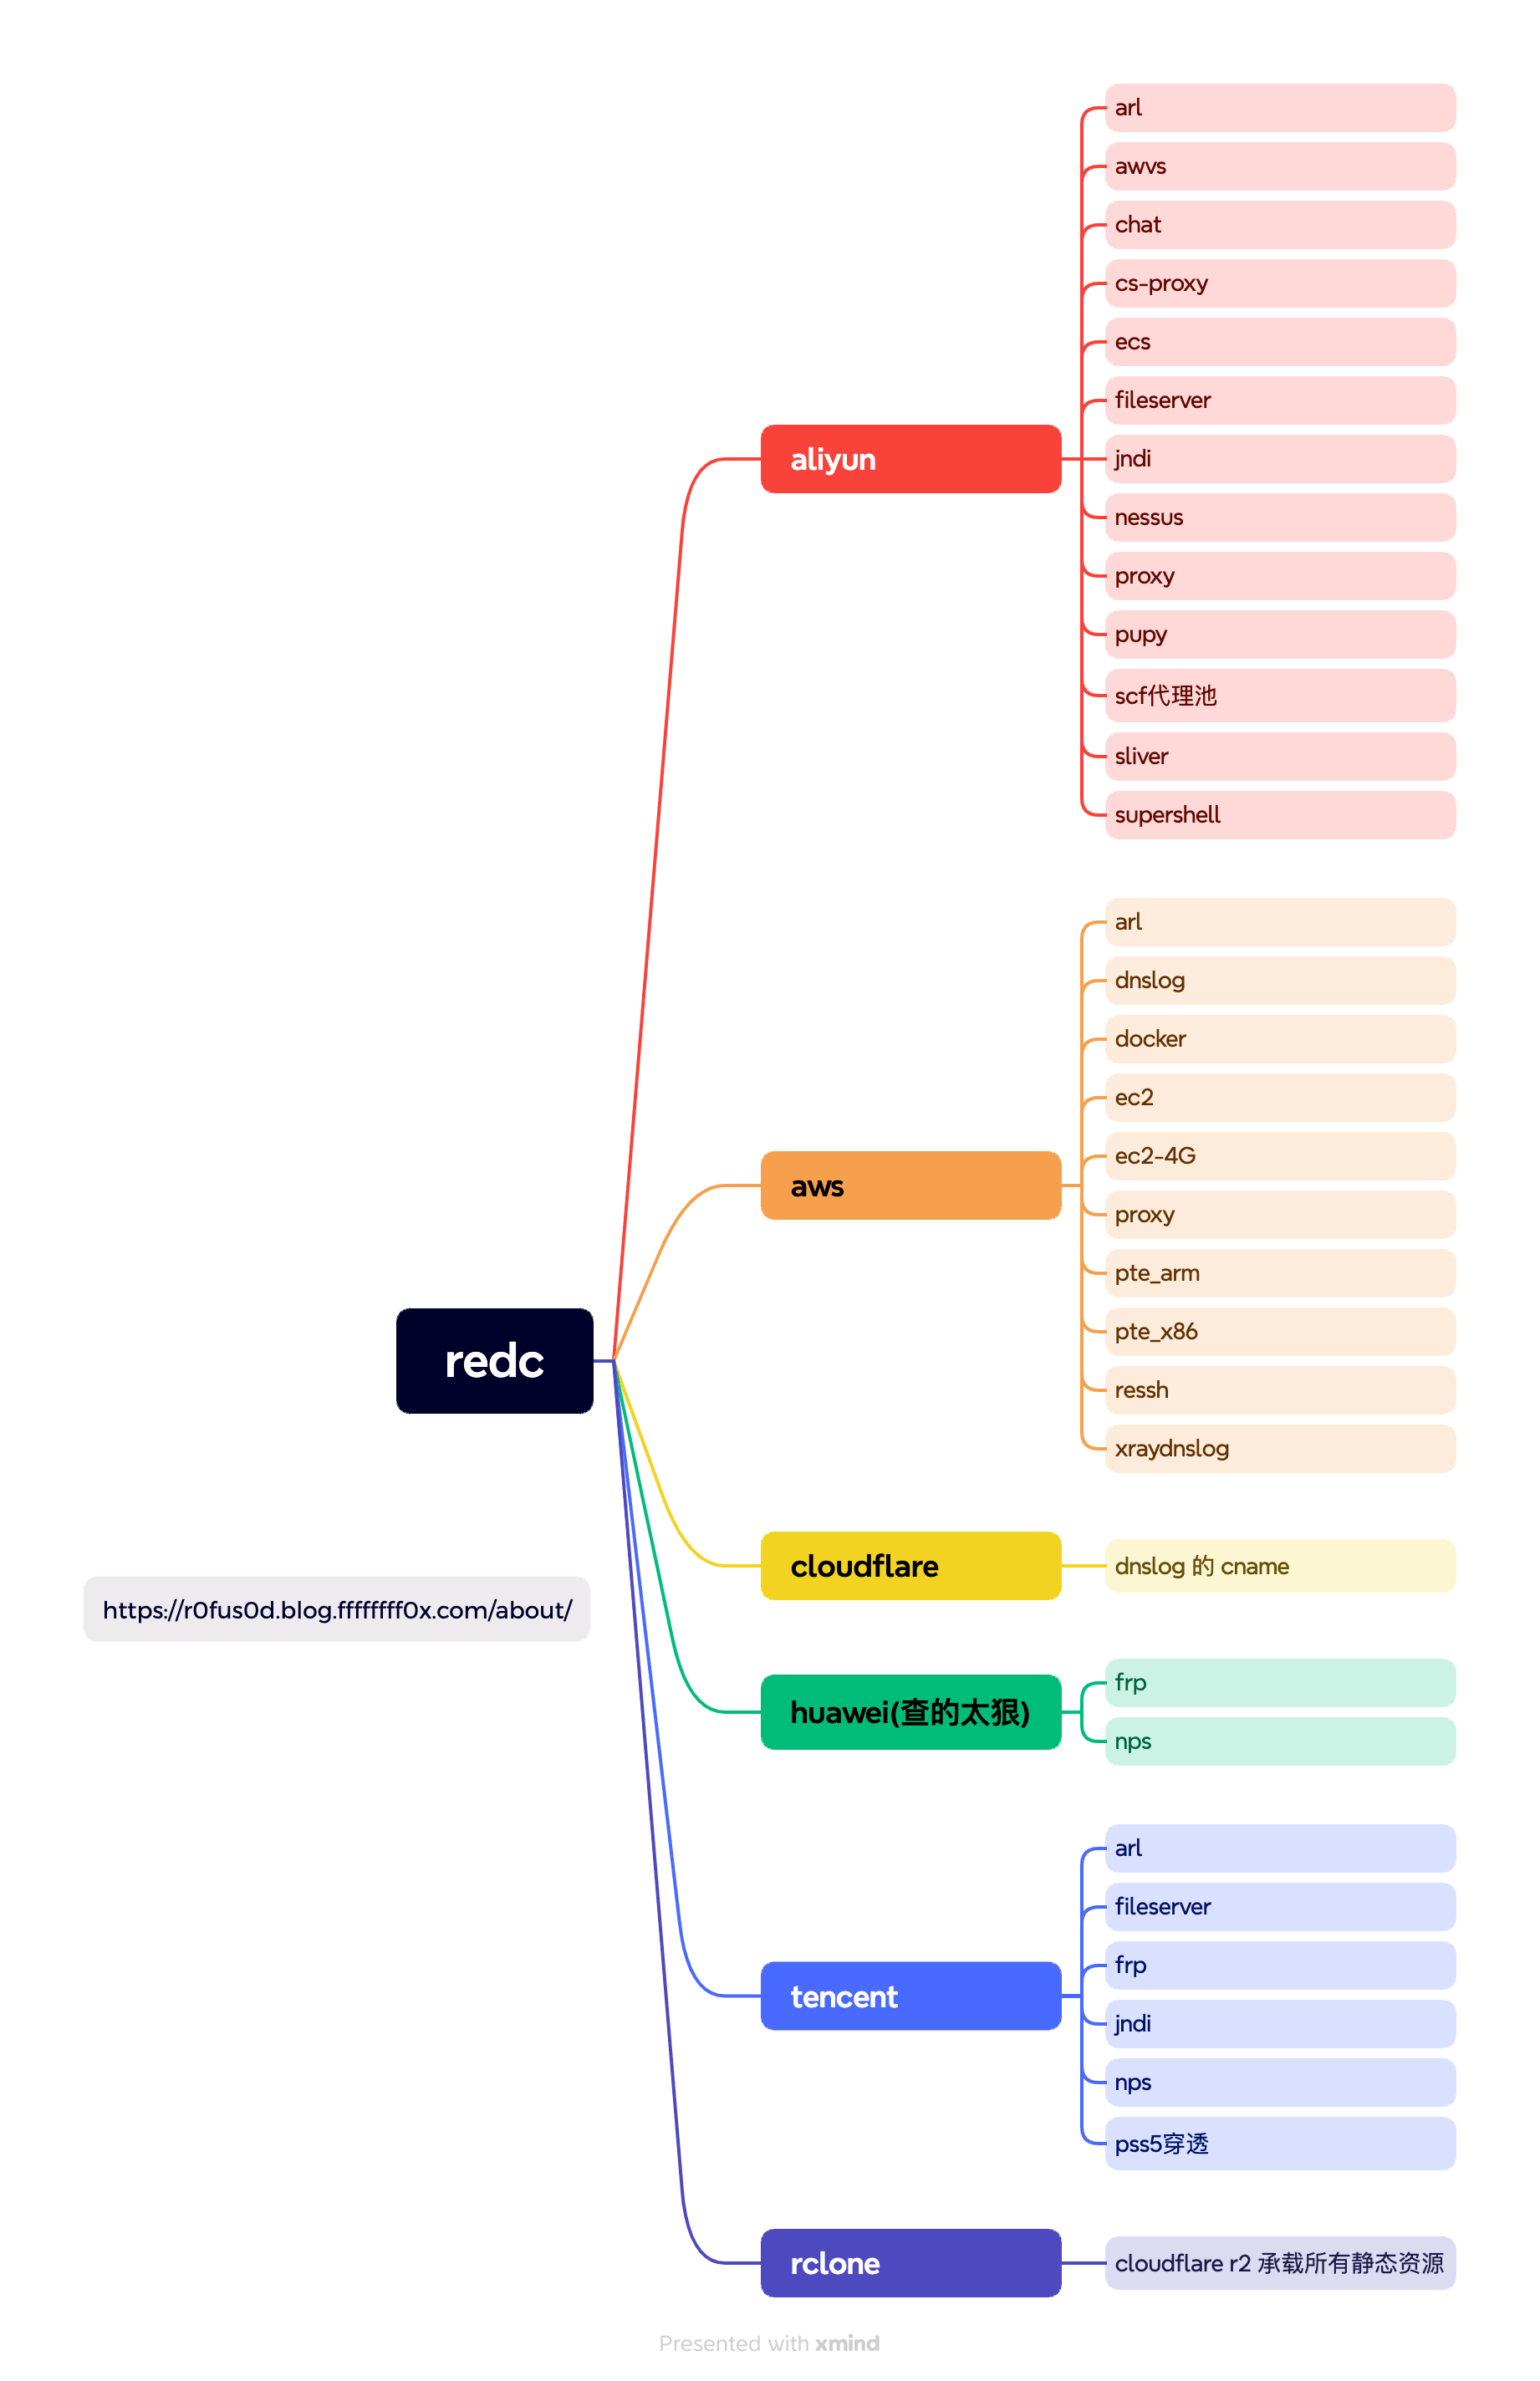 redc
https://r0fus0d.blog.ffffffff0x.com/about/
aliyun
arl
awvs
chat
cs-proxy
ecs
fileserver
jndi
nessus
proxy
pupy
scf代理池
sliver
supershell
aws
arl
dnslog
docker
ec2
ec2-4G
proxy
pte_arm
pte_x86
ressh
xraydnslog
cloudflare
dnslog 的 cname
huawei(查的太狠)
frp
nps
tencent
arl
fileserver
frp
jndi
nps
pss5穿透
rclone
cloudflare r2 承载所有静态资源
Presented with xmind